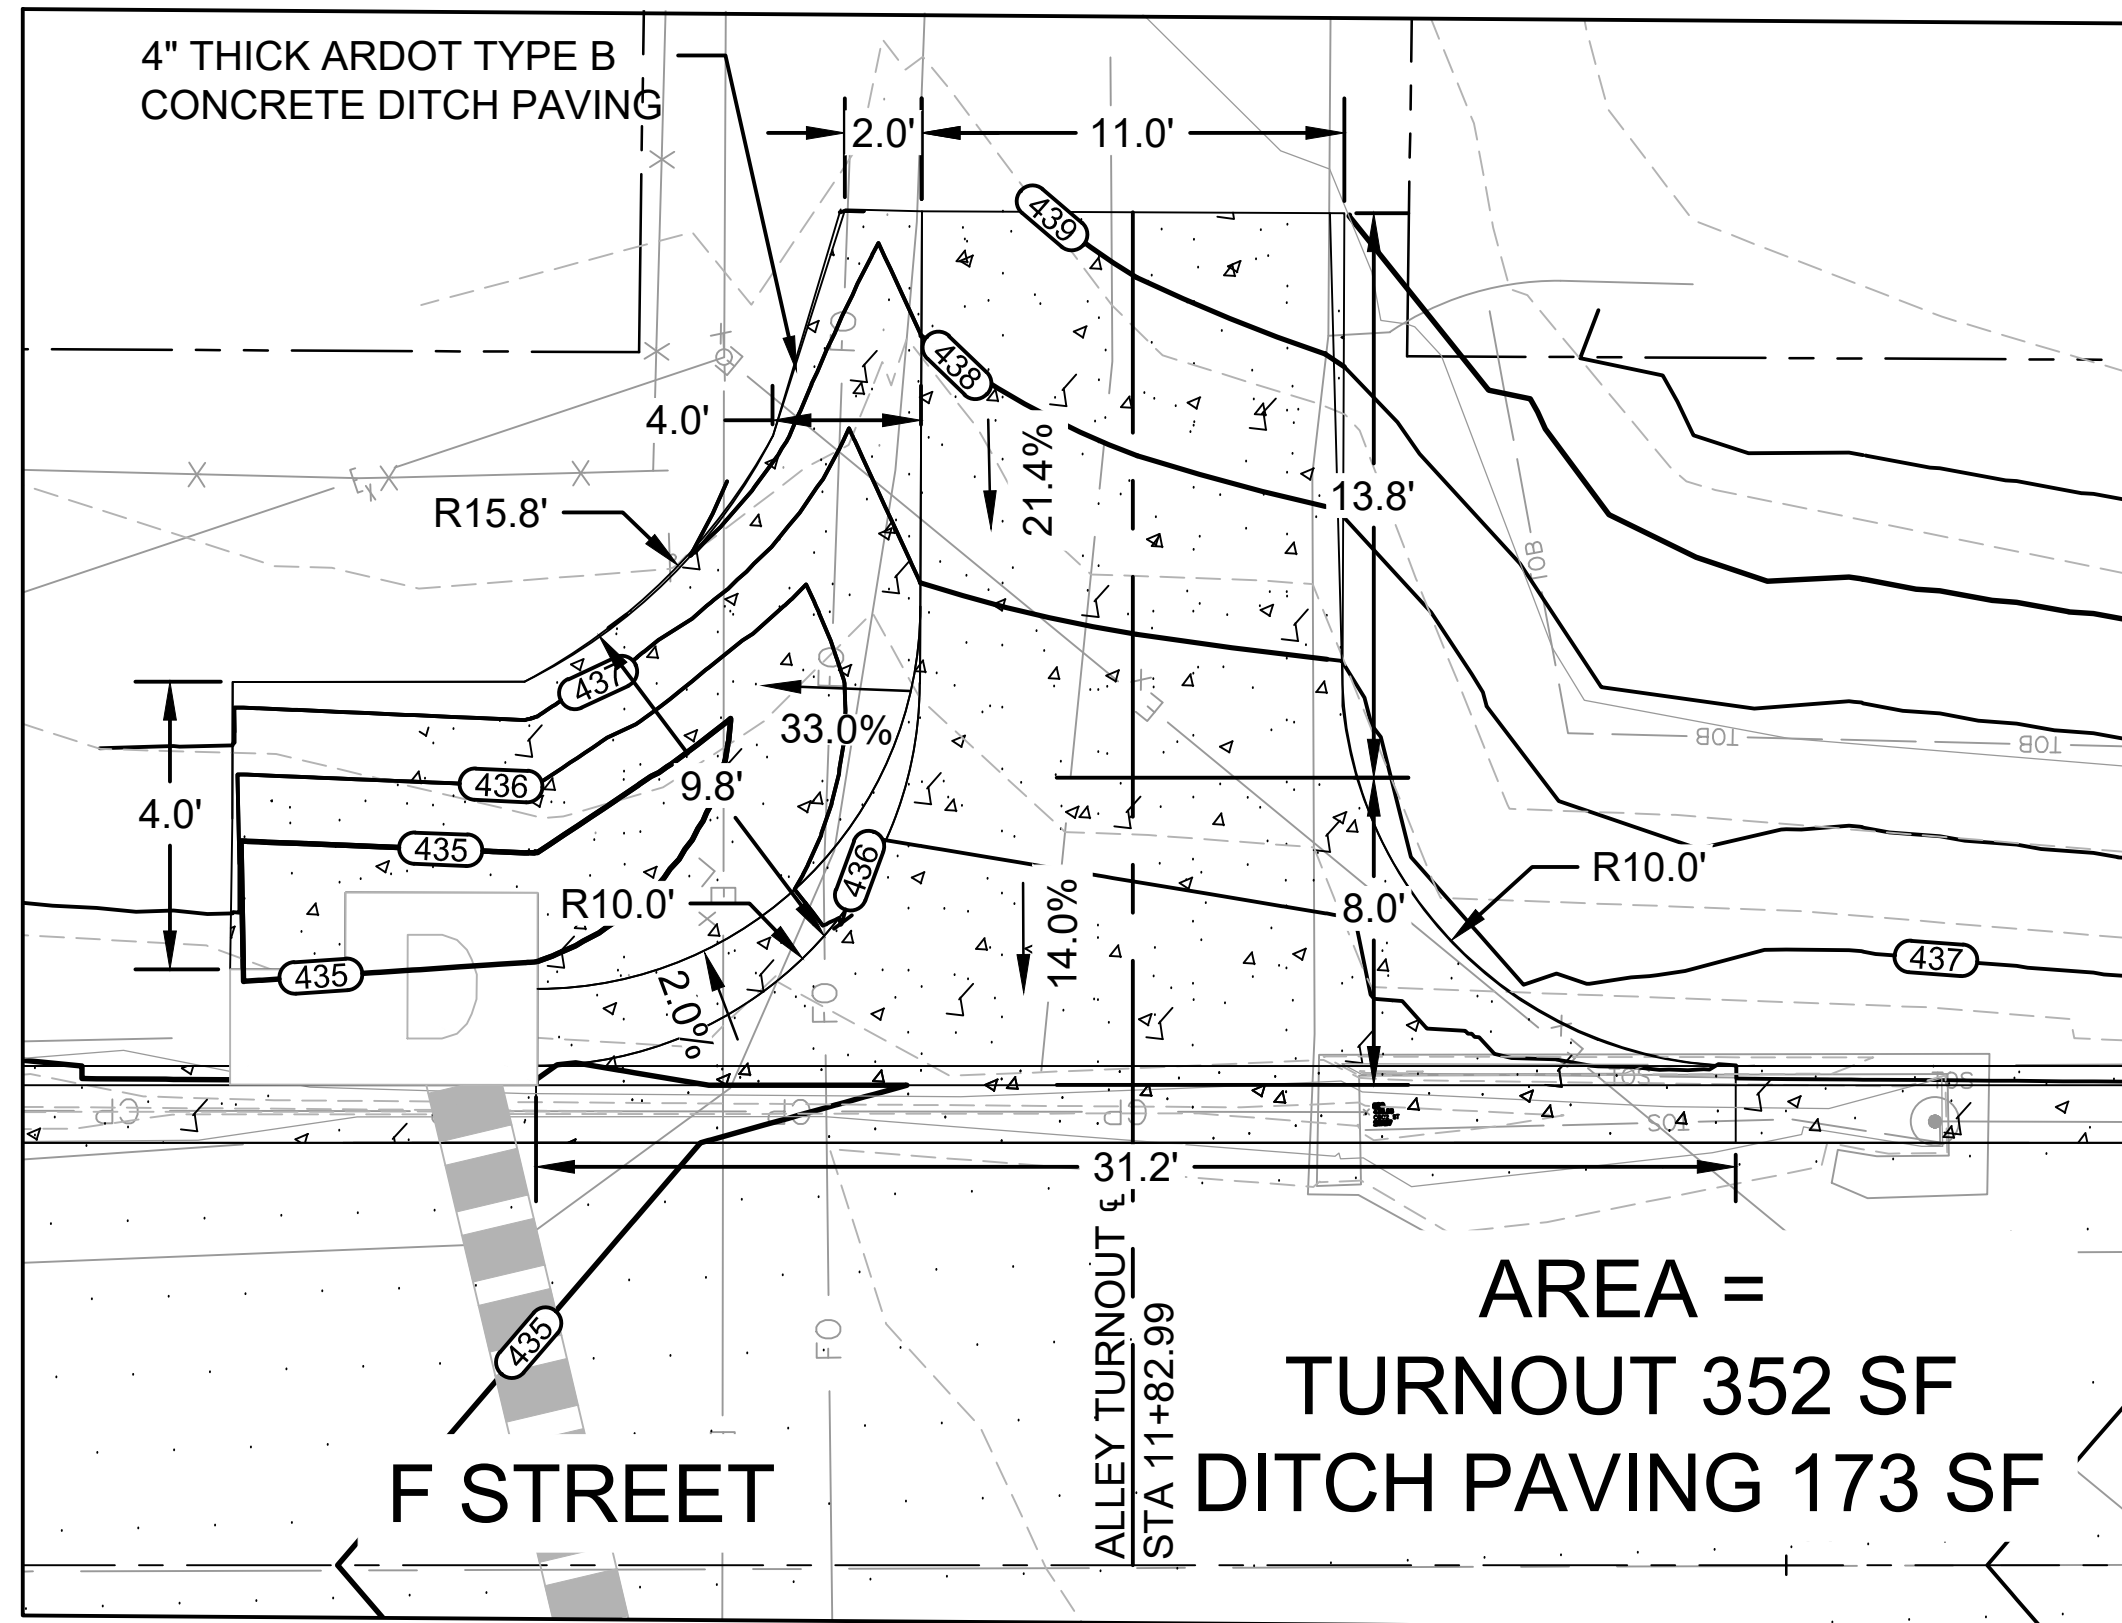 4" THICK ARDOT TYPE B
CONCRETE DITCH PAVING
2.0'
11.0'
439
FO
438
4.0'
21.4%
13.8'
R15.8'
TOB
FO
437
33.0%
TOB
TOB
436
9.8'
4.0'
435
436
R10.0'
R10.0'
8.0'
14.0%
437
435
D
2.0%
FO
TOS
TOS
CP
CP
CP
TOS
31.2'
ALLEY TURNOUT ℄
STA 11+82.99
FO
435
AREA =
TURNOUT 352 SF
DITCH PAVING 173 SF
F STREET